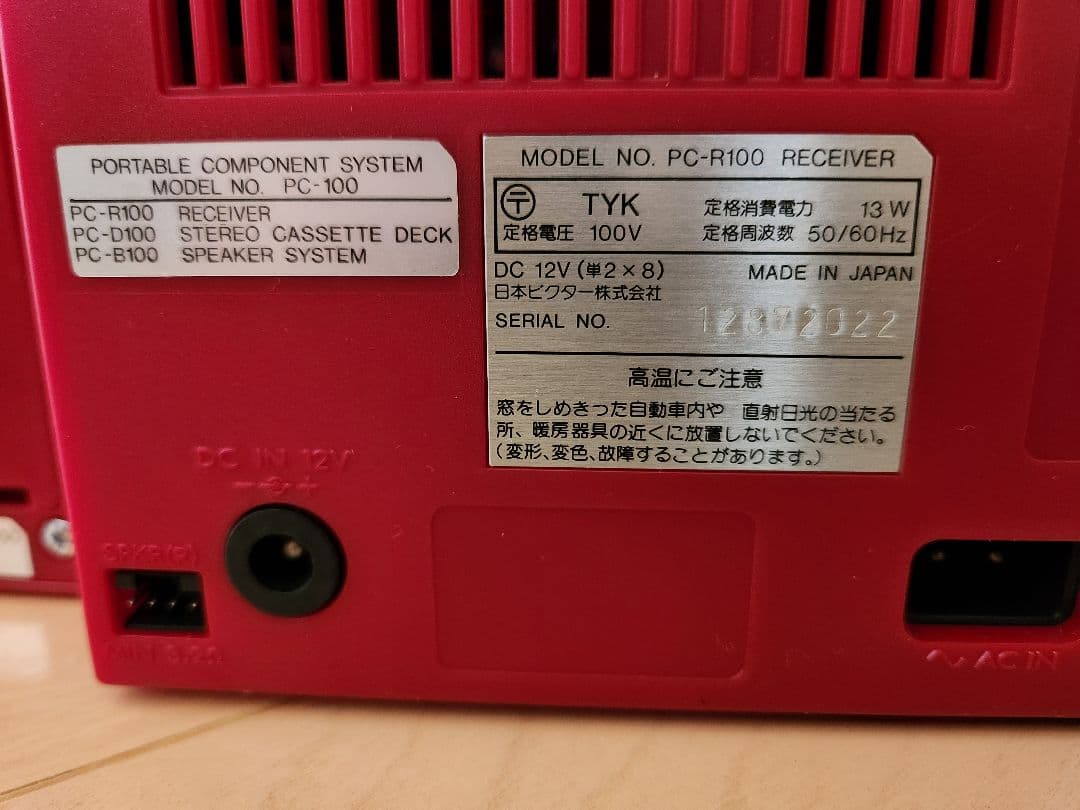 PORTABLE COMPONENT SYSTEM
MODEL NO. PC-100
PC-R100 RECEIVER
PC-D100 STEREO CASSETTE DECK
PC-B100 SPEAKER SYSTEM
MODEL NO. PC-R100 RECEIVER
〒 TYK 定格消費電力 13W
定格電圧 100V 定格周波数 50/60Hz
DC 12V (単2×8) MADE IN JAPAN
日本ビクター株式会社
SERIAL NO. 12872022
高温にご注意
窓をしめきった自動車内や 直射日光の当たる
所、暖房器具の近くに放置しないでください。
(変形、変色、故障することがあります。)
DC IN 12V
SPKR(R)
MIN 3.2Ω
AC IN